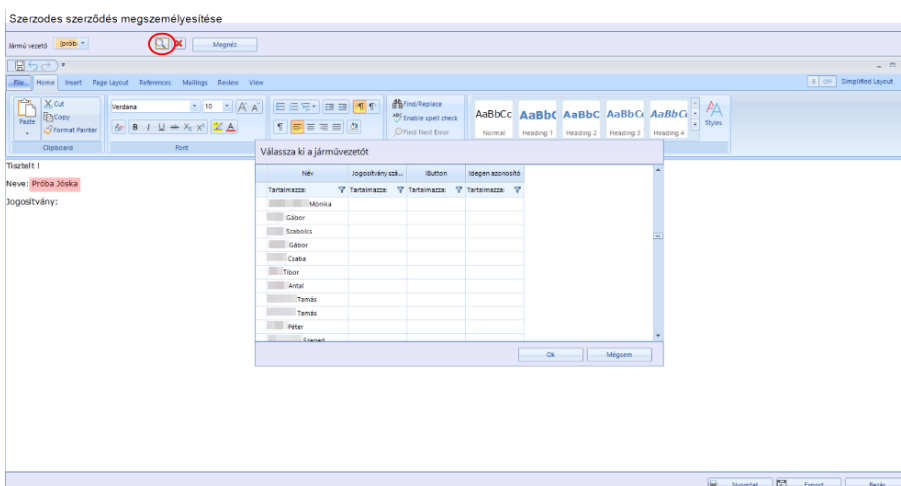 Szerzodes szerződés megszemélyesítése
Jármű vezető (prób. Megnéz
File Home Insert Page Layout References Mailings Review View Simplified Layout
Paste Cut Copy Format Painter Clipboard
Verdana 10 Font
Find/Replace
Enable spell check
Find Next Error
AaBbCc Normal
AaBb( Heading 1
AaBbC Heading 2
AaBbC Heading 3
AaBbC Heading 4
Styles
Tisztelt !
Neve: Próba Jóska
Jogosítvány:
Válassza ki a járművezetőt
Név Jogosítvány szá... IButton Idegen azonosító
Tartalmazza: Tartalmazza: Tartalmazza: Tartalmazza:
Mónika
Gábor
Szabolcs
Gábor
Csaba
Tibor
Antal
Tamás
Tamás
Péter
Ok Mégsem
Nyomtat Export Bezár